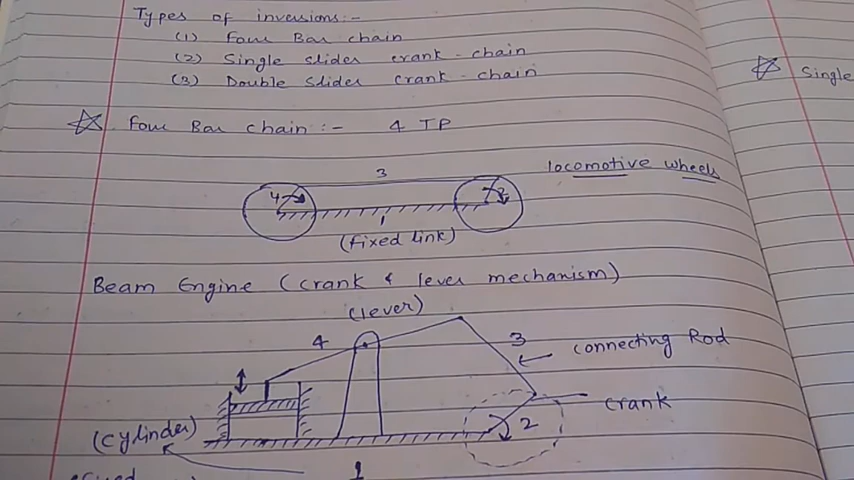 Types of inversions:-
(1) Four Bar chain
(2) Single slider crank-chain
(3) Double Slider crank-chain
Single
Four Bar chain :- 4 TP
locomotive wheels
3
4
2
1
(fixed link)
Beam Engine (crank & lever mechanism)
(lever)
4
3
connecting Rod
crank
2
(cylinder)
1